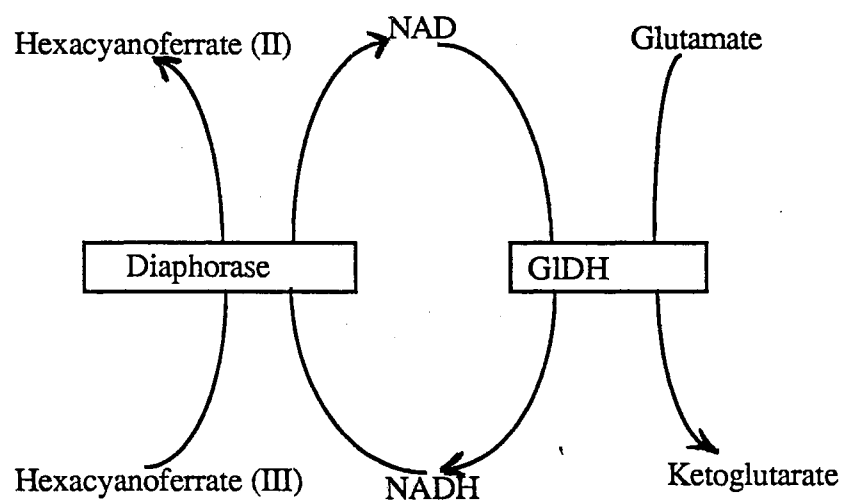 Hexacyanoferrate (II)
NAD
Glutamate
Diaphorase
GlDH
Hexacyanoferrate (III)
NADH
Ketoglutarate